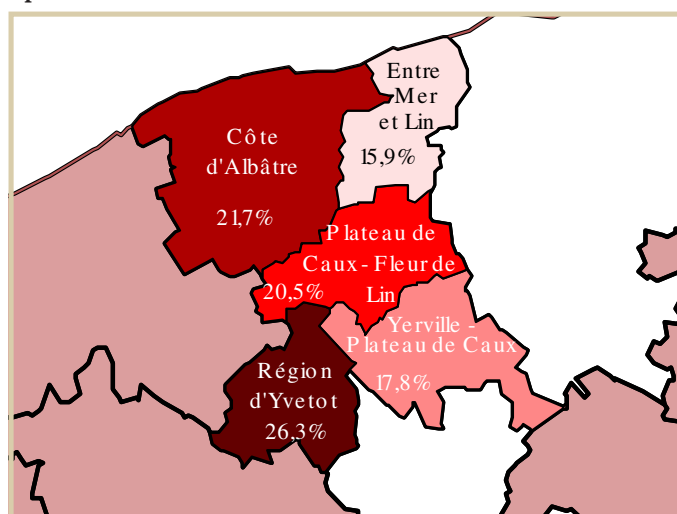 Entre
Mer
et Lin
15,9%
Côte
d'Albâtre
21,7%
Plateau de
Caux - Fleur de
Lin
20,5%
Yerville -
Plateau de Caux
17,8%
Région
d'Yvetot
26,3%